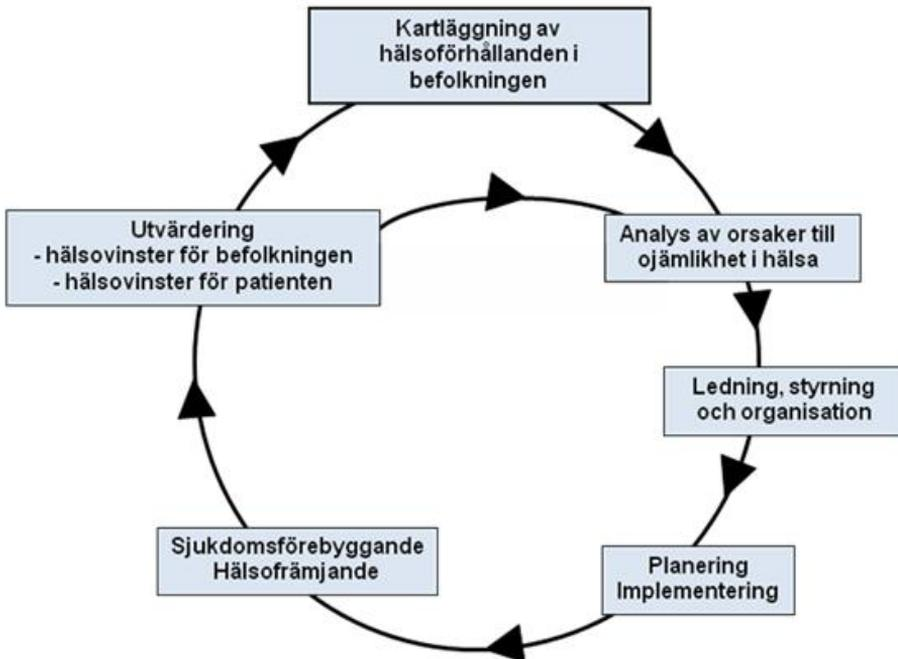 Kartläggning av
hälsoförhållanden i
befolkningen
Analys av orsaker till
ojämlikhet i hälsa
Ledning, styrning
och organisation
Planering
Implementering
Sjukdomsförebyggande
Hälsofrämjande
Utvärdering
- hälsovinster för befolkningen
- hälsovinster för patienten